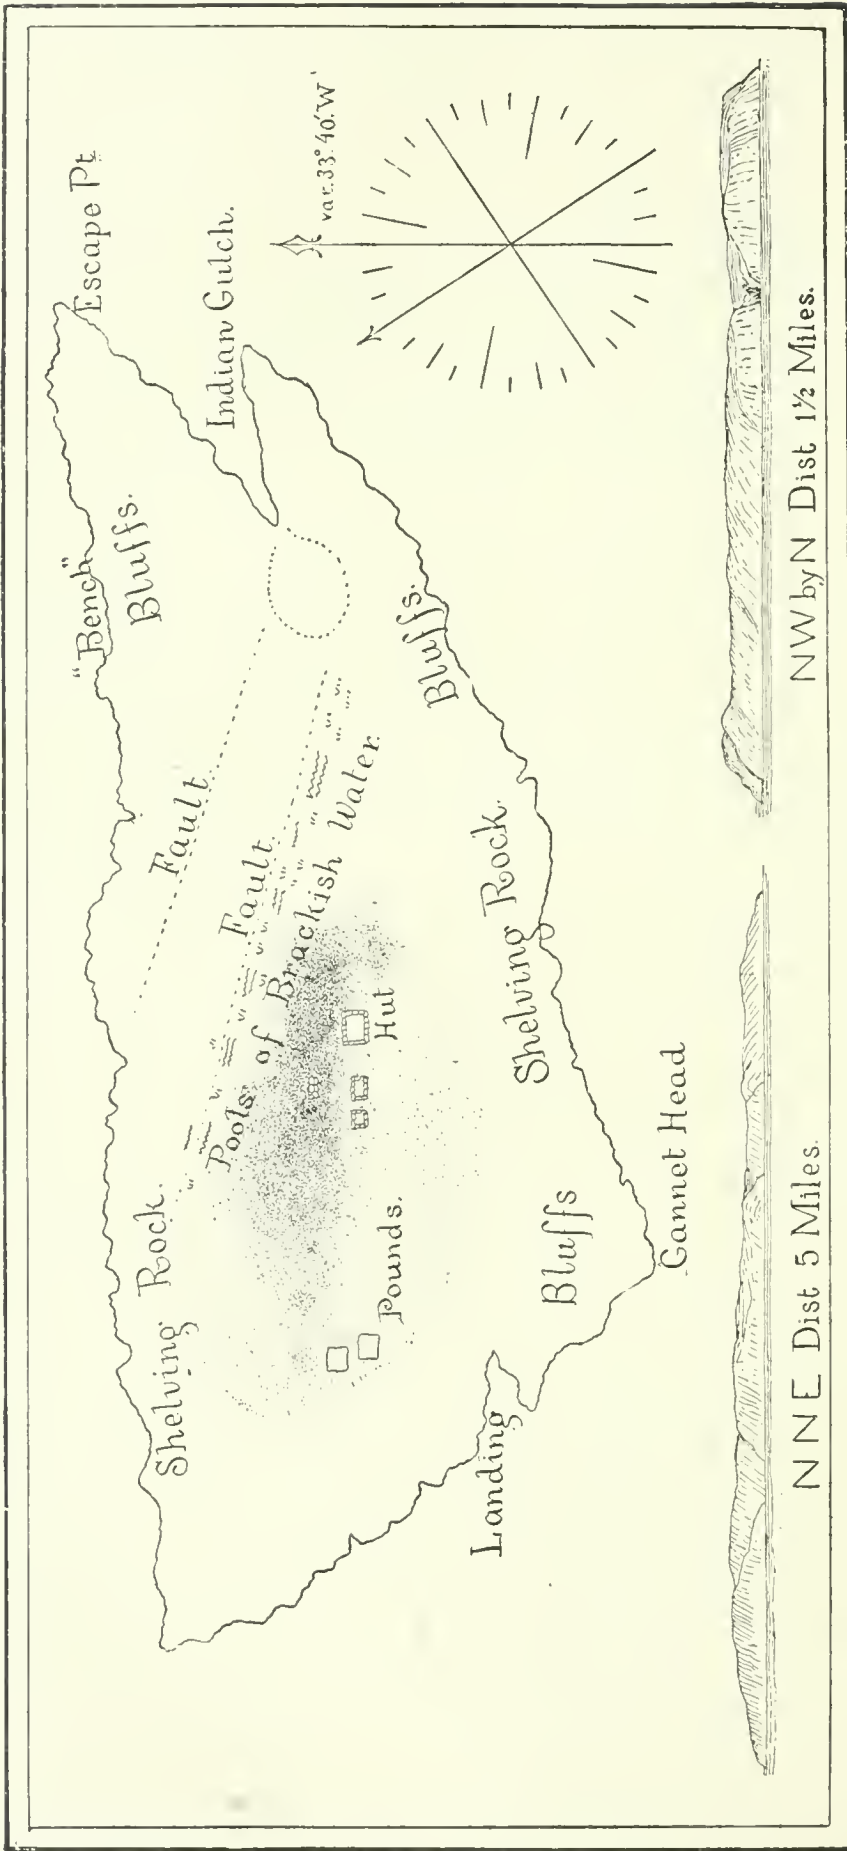 Escape Pt
"Bench"
Bluffs.
Indian Gulch.
var. 33° 40'. W
Fault
Fault
Bluffs.
Pools of Brackish Water
Hut
Shelving Rock.
Shelving Rock.
Pounds.
Bluffs
Gannet Head
Landing
NNE Dist 5 Miles.
NW by N Dist 1½ Miles.